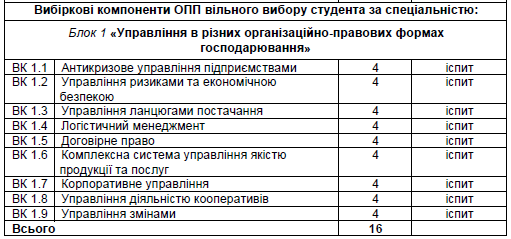 Вибіркові компоненти ОПП вільного вибору студента за спеціальністю:
Блок 1 «Управління в різних організаційно-правових формах
господарювання»
ВК 1.1 Антикризове управління підприємствами 4 іспит
ВК 1.2 Управління ризиками та економічною 4 іспит
безпекою
ВК 1.3 Управління ланцюгами постачання 4 іспит
ВК 1.4 Логістичний менеджмент 4 іспит
ВК 1.5 Договірне право 4 іспит
ВК 1.6 Комплексна система управління якістю 4 іспит
продукції та послуг
ВК 1.7 Корпоративне управління 4 іспит
ВК 1.8 Управління діяльністю кооперативів 4 іспит
ВК 1.9 Управління змінами 4 іспит
Всього 16